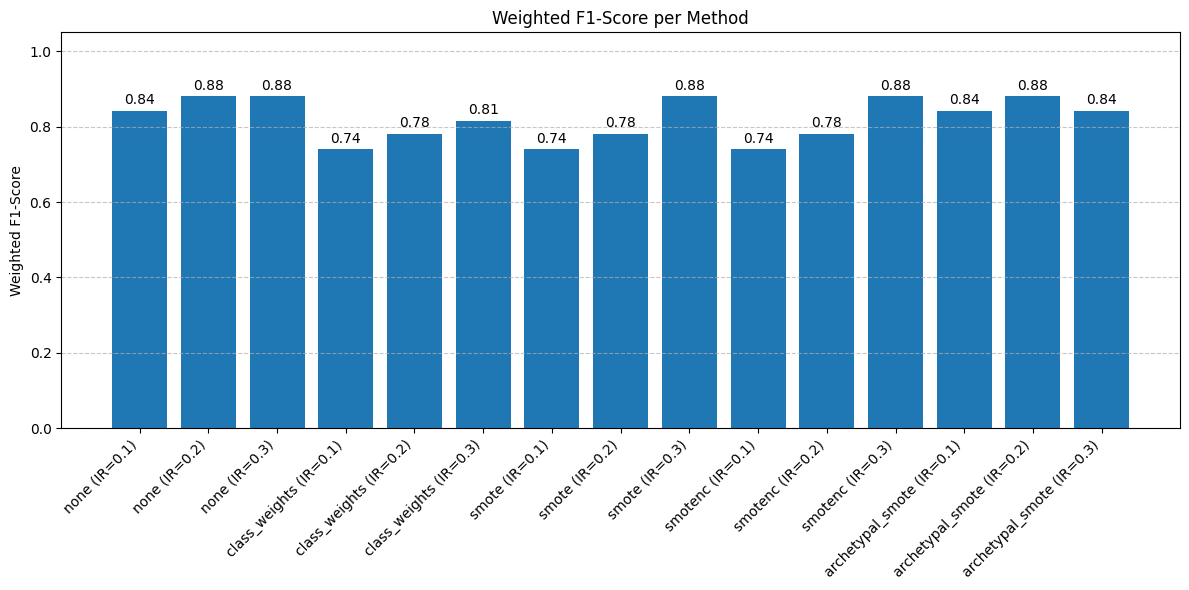 Weighted F1-Score per Method
Weighted F1-Score
1.0
0.8
0.6
0.4
0.2
0.0
0.84
0.88
0.88
0.74
0.78
0.81
0.74
0.78
0.88
0.74
0.78
0.88
0.84
0.88
0.84
none (IR=0.1)
none (IR=0.2)
none (IR=0.3)
class_weights (IR=0.1)
class_weights (IR=0.2)
class_weights (IR=0.3)
smote (IR=0.1)
smote (IR=0.2)
smote (IR=0.3)
smotenc (IR=0.1)
smotenc (IR=0.2)
smotenc (IR=0.3)
archetypal_smote (IR=0.1)
archetypal_smote (IR=0.2)
archetypal_smote (IR=0.3)